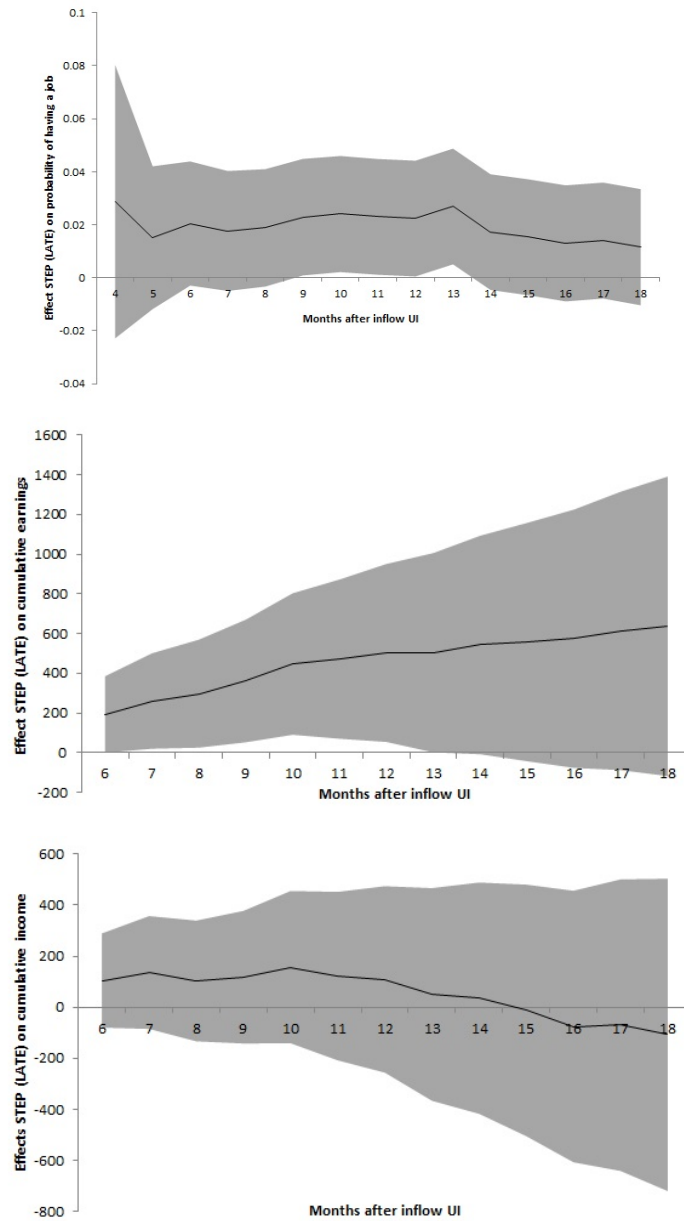 Effect STEP (LATE) on probability of having a job
0.1
0.08
0.06
0.04
0.02
0
-0.02
-0.04
4 5 6 7 8 9 10 11 12 13 14 15 16 17 18
Months after inflow UI
Effect STEP (LATE) on cumulative earnings
1600
1400
1200
1000
800
600
400
200
0
-200
6 7 8 9 10 11 12 13 14 15 16 17 18
Months after inflow UI
Effects STEP (LATE) on cumulative income
600
400
200
0
-200
-400
-600
-800
6 7 8 9 10 11 12 13 14 15 16 17 18
Months after inflow UI